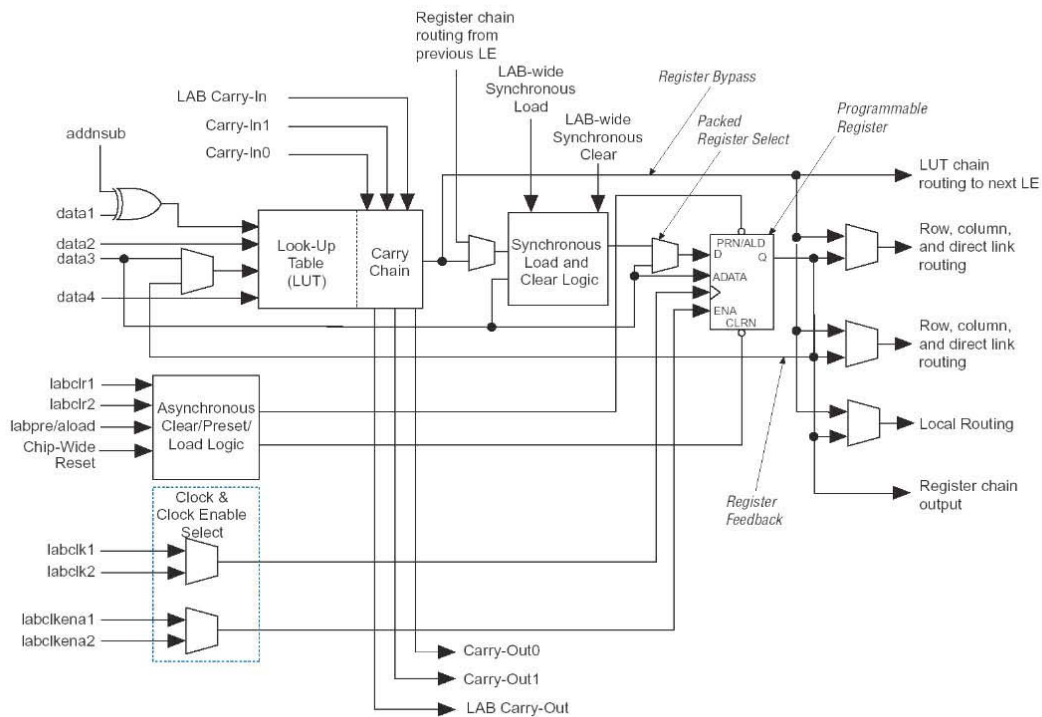 Register chain
routing from
previous LE
LAB-wide
Synchronous
Load
Register Bypass
LAB Carry-In
Packed
Register Select
Programmable
Register
Carry-In1
LAB-wide
Synchronous
Clear
addnsub
Carry-In0
LUT chain
routing to next LE
data1
data2
data3
data4
Look-Up
Table
(LUT)
Carry
Chain
Synchronous
Load and
Clear Logic
PRN/ALD
D Q
ADATA
ENA
CLRN
Row, column,
and direct link
routing
Row, column,
and direct link
routing
labclr1
labclr2
labpre/aload
Chip-Wide
Reset
Asynchronous
Clear/Preset/
Load Logic
Local Routing
Register chain
output
Register
Feedback
Clock &
Clock Enable
Select
labclk1
labclk2
labclkena1
labclkena2
Carry-Out0
Carry-Out1
LAB Carry-Out